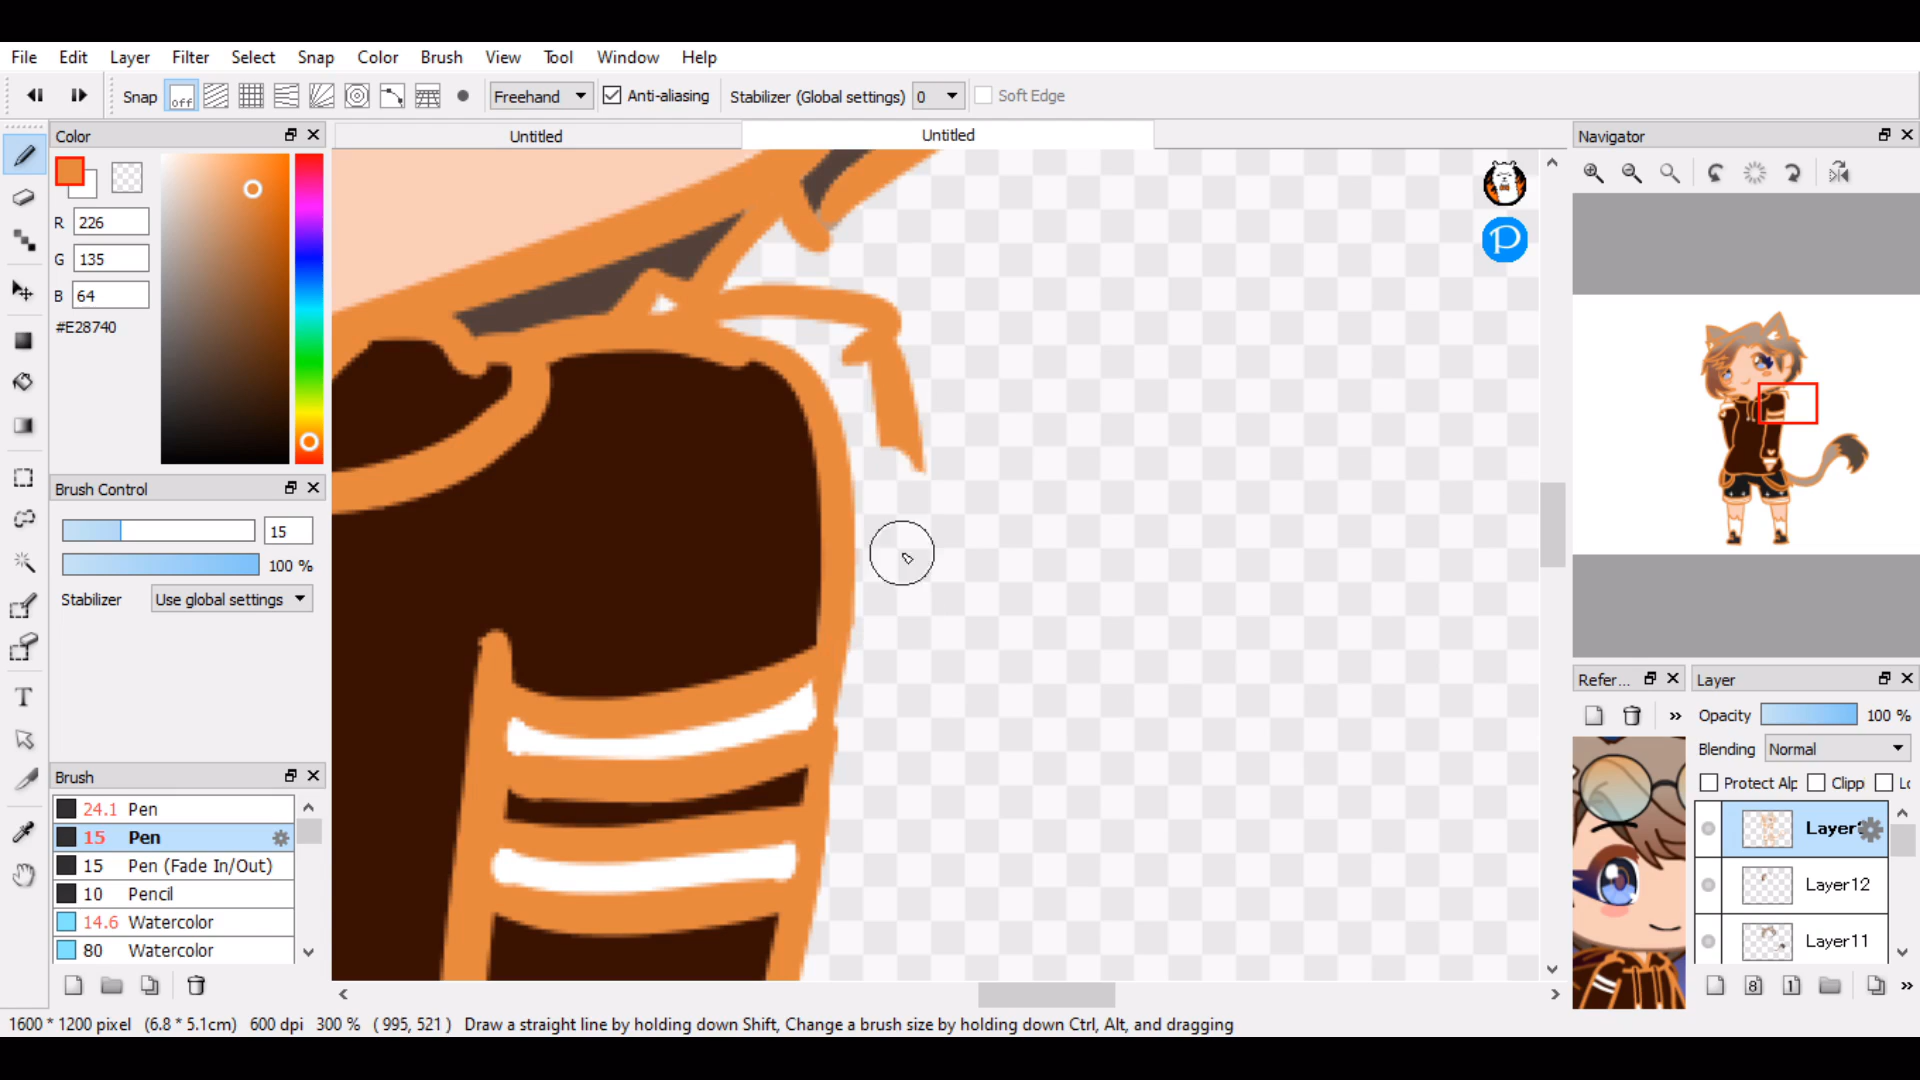 File Edit Layer Filter Select Snap Color Brush View Tool Window Help
Snap off Freehand Anti-aliasing Stabilizer (Global settings) 0 Soft Edge
Color
Untitled
Untitled
Navigator
R 226
G 135
B 64
#E28740
Brush Control
15
100 %
Stabilizer Use global settings
Brush
24.1 Pen
15 Pen
15 Pen (Fade In/Out)
10 Pencil
14.6 Watercolor
80 Watercolor
P
Refer...
Layer
Opacity 100 %
Blending Normal
Protect Alp Clipp Lo
Layer
Layer12
Layer11
8 1
1600 * 1200 pixel (6.8 * 5.1cm) 600 dpi 300 % ( 995, 521 ) Draw a straight line by holding down Shift, Change a brush size by holding down Ctrl, Alt, and dragging